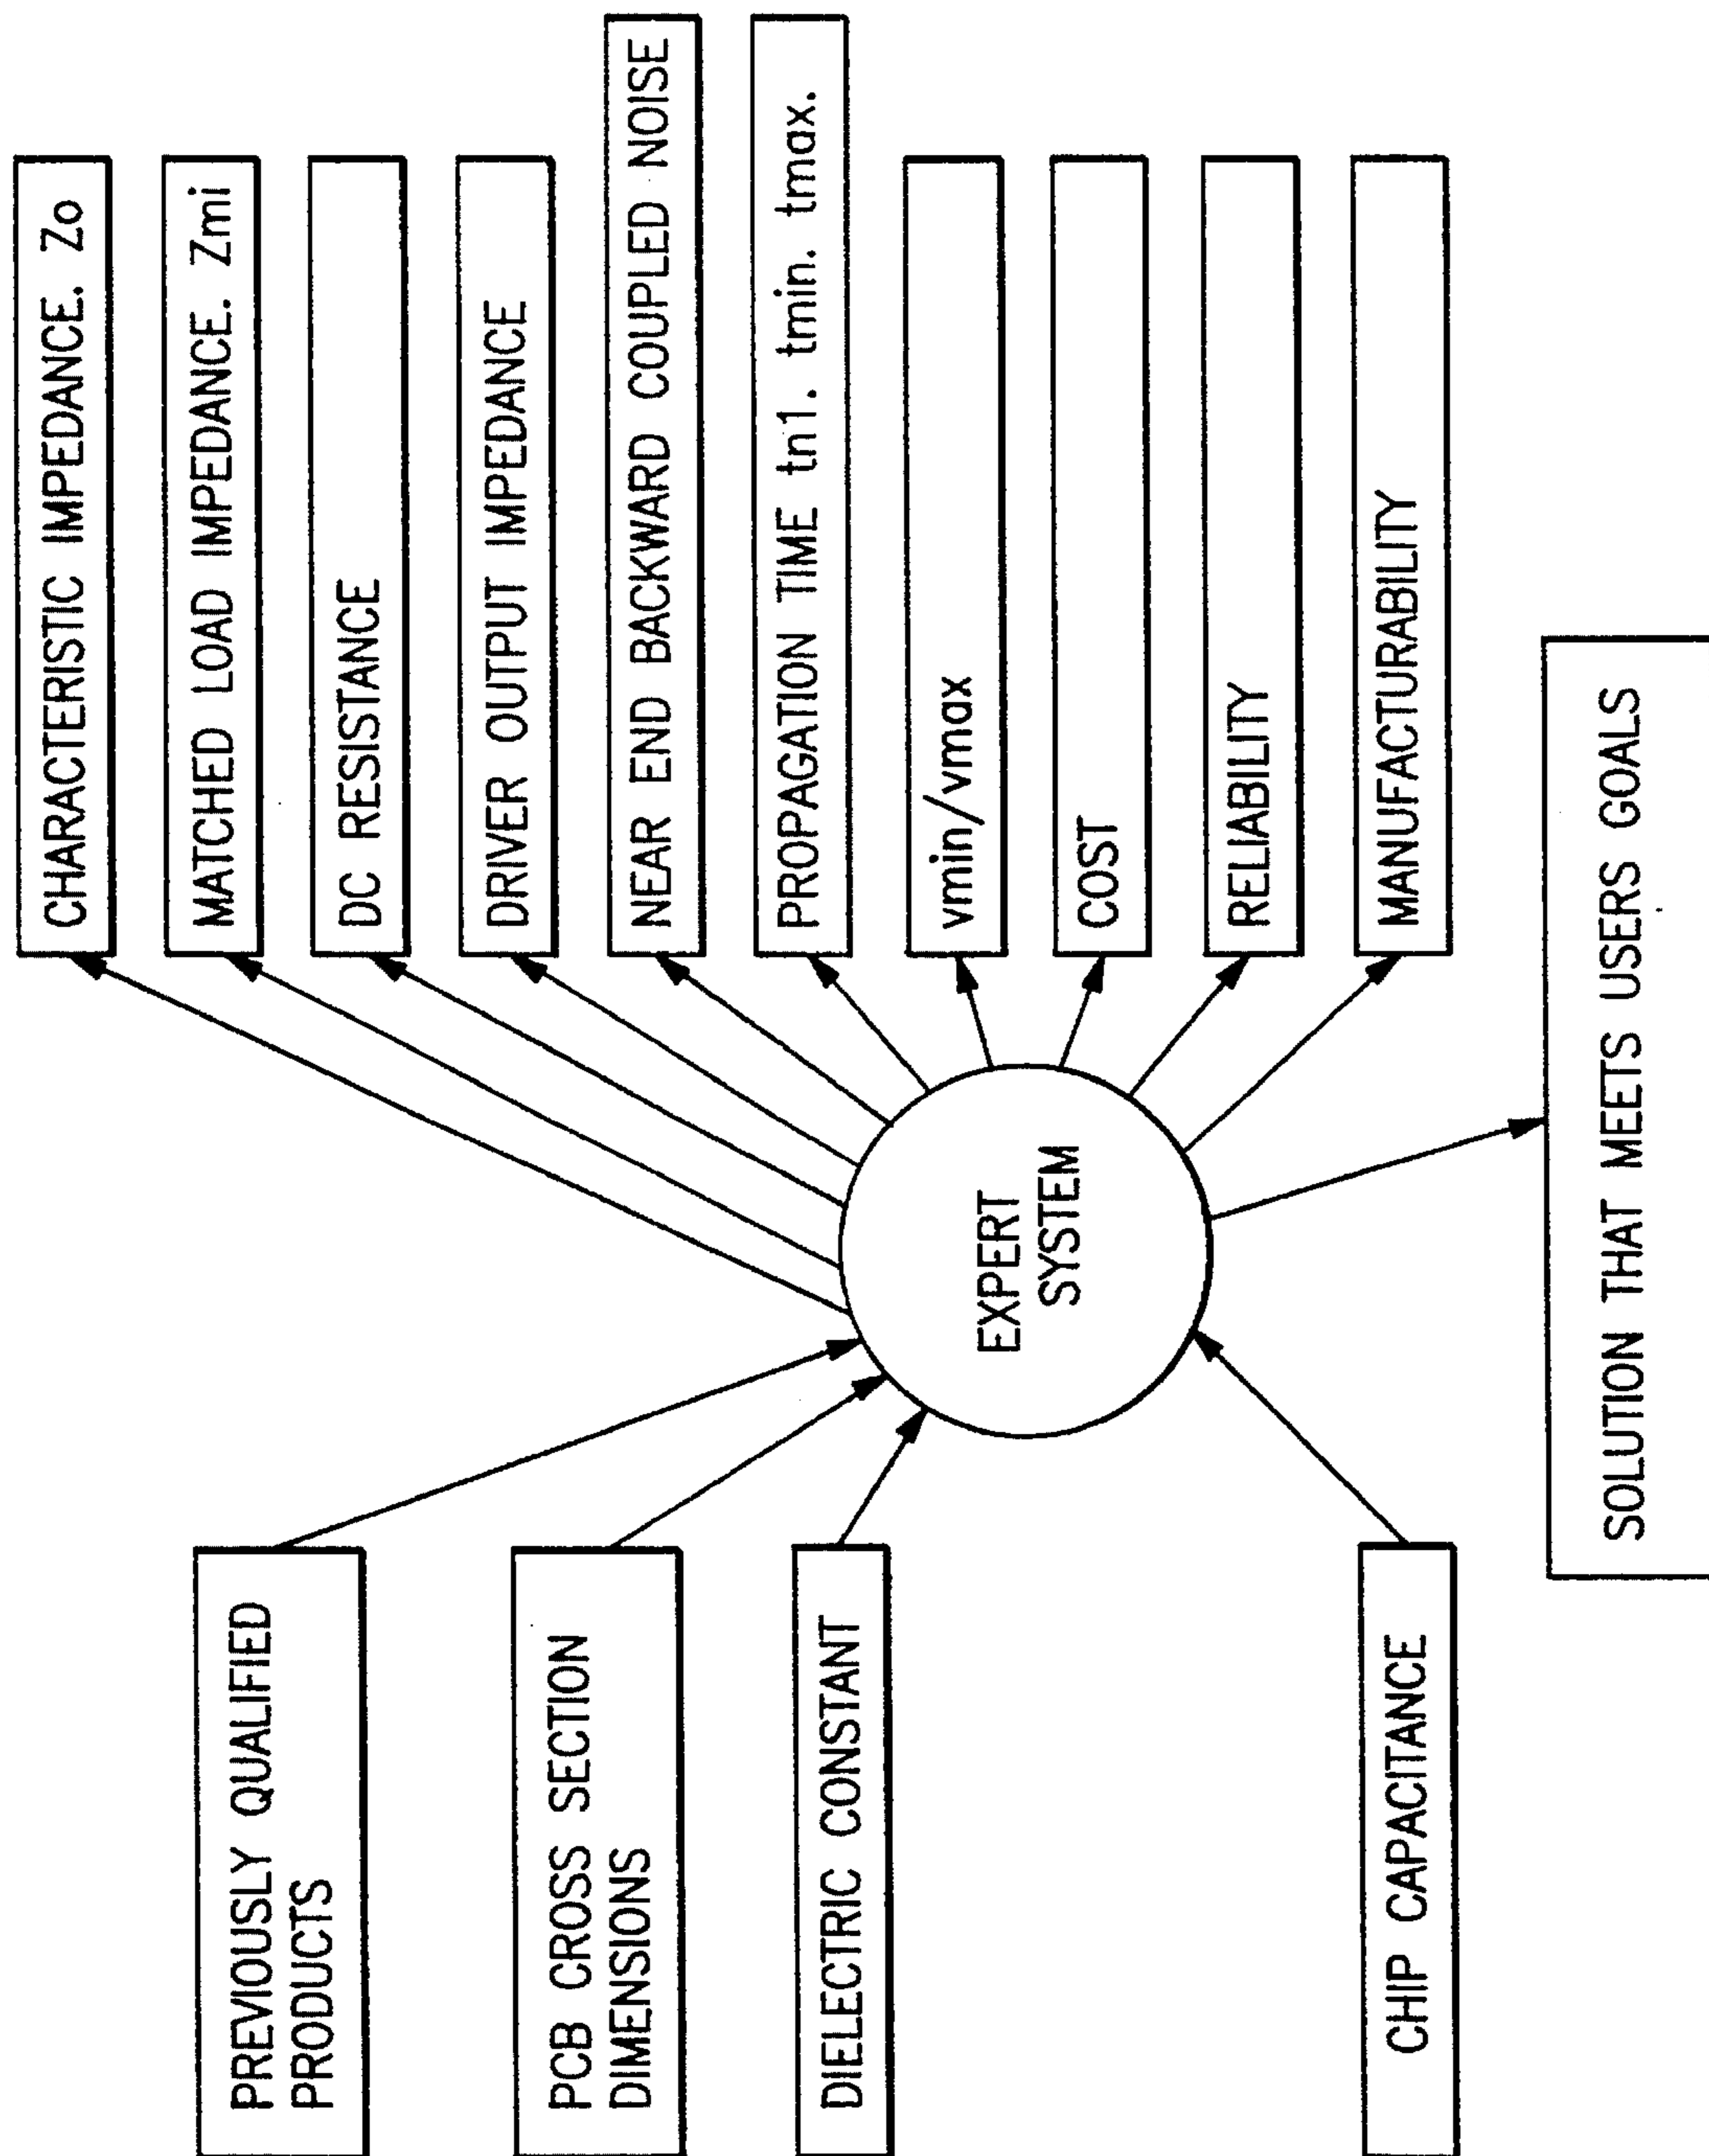 PREVIOUSLY QUALIFIED
PRODUCTS
PCB CROSS SECTION
DIMENSIONS
DIELECTRIC CONSTANT
CHIP CAPACITANCE
EXPERT
SYSTEM
CHARACTERISTIC IMPEDANCE. Zo
MATCHED LOAD IMPEDANCE. Zmi
DC RESISTANCE
DRIVER OUTPUT IMPEDANCE
NEAR END BACKWARD COUPLED NOISE
PROPAGATION TIME tn1. tmin. tmax.
vmin/vmax
COST
RELIABILITY
MANUFACTURABILITY
SOLUTION THAT MEETS USERS GOALS